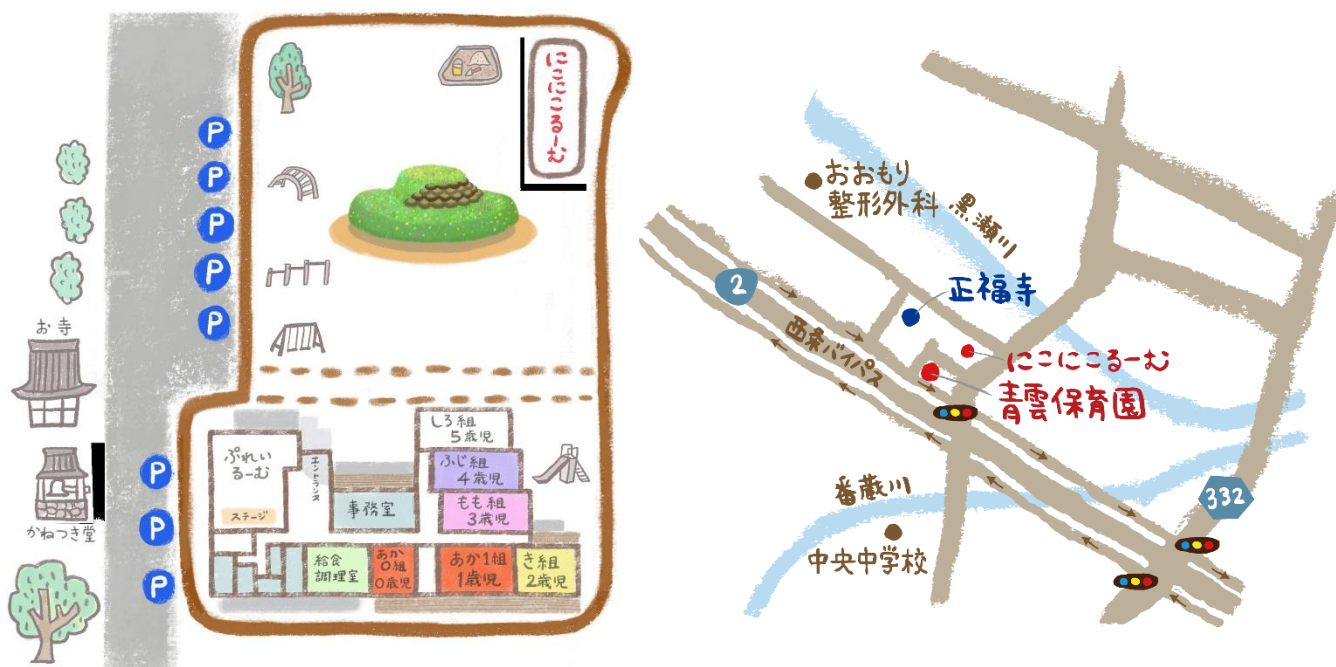 にこにこるーむ
P
P
P
P
P
お寺
かねつき堂
P
P
P
ぷれい
るーむ
ステージ
エントランス
事務室
しろ組
5歳児
ふじ組
4歳児
もも組
3歳児
給食
調理室
あか
0組
0歳児
あか1組
1歳児
き組
2歳児
おおもり
整形外科
黒瀬川
2
正福寺
西条バイパス
にこにこるーむ
青雲保育園
番蔵川
332
中央中学校